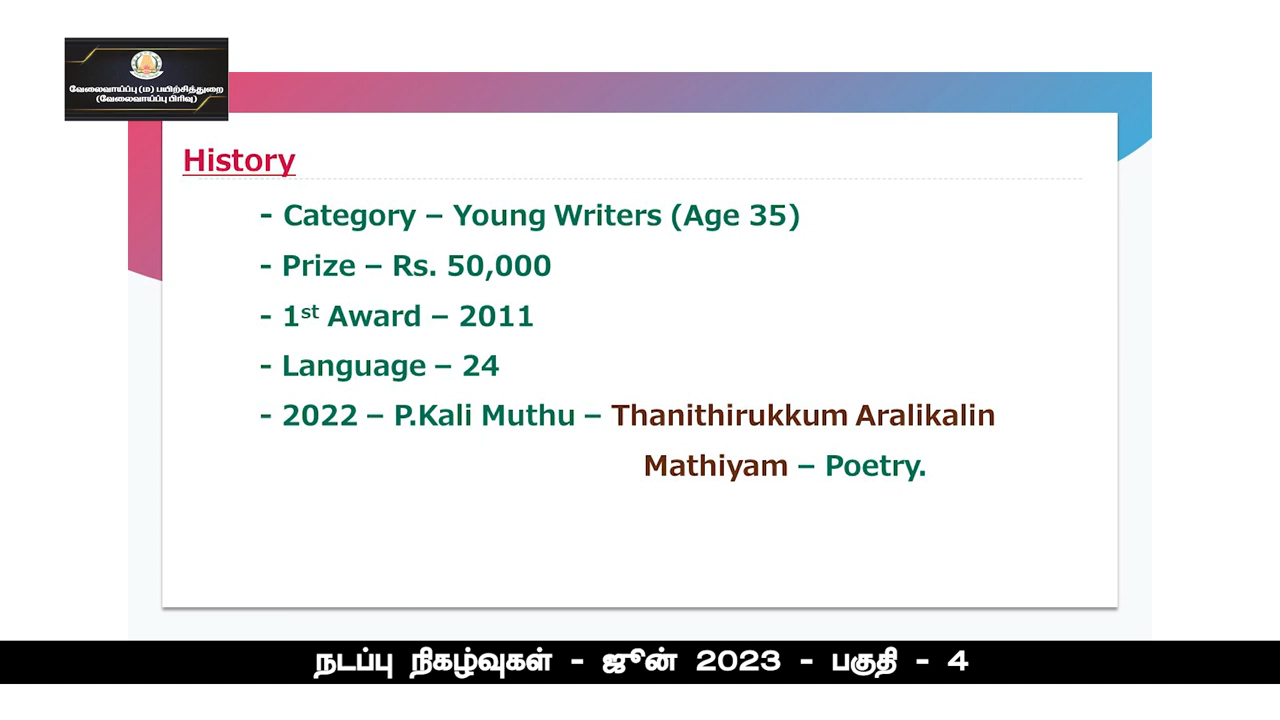 வேலைவாய்ப்பு (ம) பயிற்சித்துறை
(வேலைவாய்ப்பு பிரிவு)
History
- Category – Young Writers (Age 35)
- Prize – Rs. 50,000
- 1st Award – 2011
- Language – 24
- 2022 – P.Kali Muthu – Thanithirukkum Aralikalin
Mathiyam – Poetry.
நடப்பு நிகழ்வுகள் - ஜூன் 2023 - பகுதி - 4